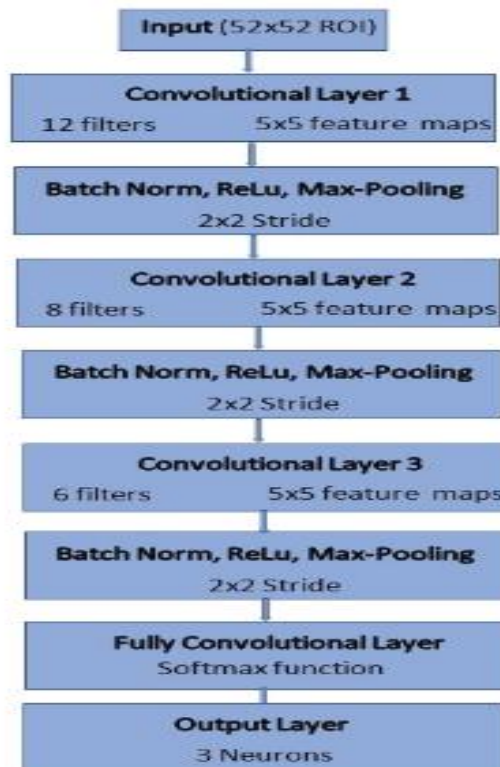 Input (52x52 ROI)
Convolutional Layer 1
12 filters 5x5 feature maps
Batch Norm, ReLu, Max-Pooling
2x2 Stride
Convolutional Layer 2
8 filters 5x5 feature maps
Batch Norm, ReLu, Max-Pooling
2x2 Stride
Convolutional Layer 3
6 filters 5x5 feature maps
Batch Norm, ReLu, Max-Pooling
2x2 Stride
Fully Convolutional Layer
Softmax function
Output Layer
3 Neurons